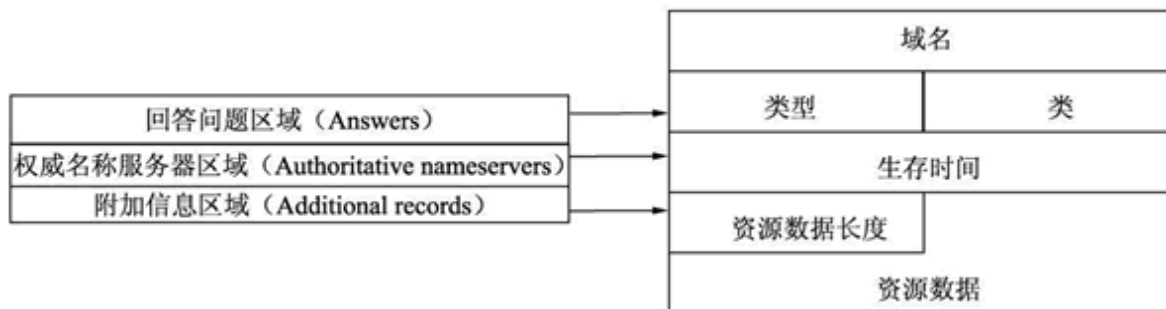 域名
类型 类
回答问题区域（Answers）
权威名称服务器区域（Authoritative nameservers）
生存时间
附加信息区域（Additional records）
资源数据长度
资源数据